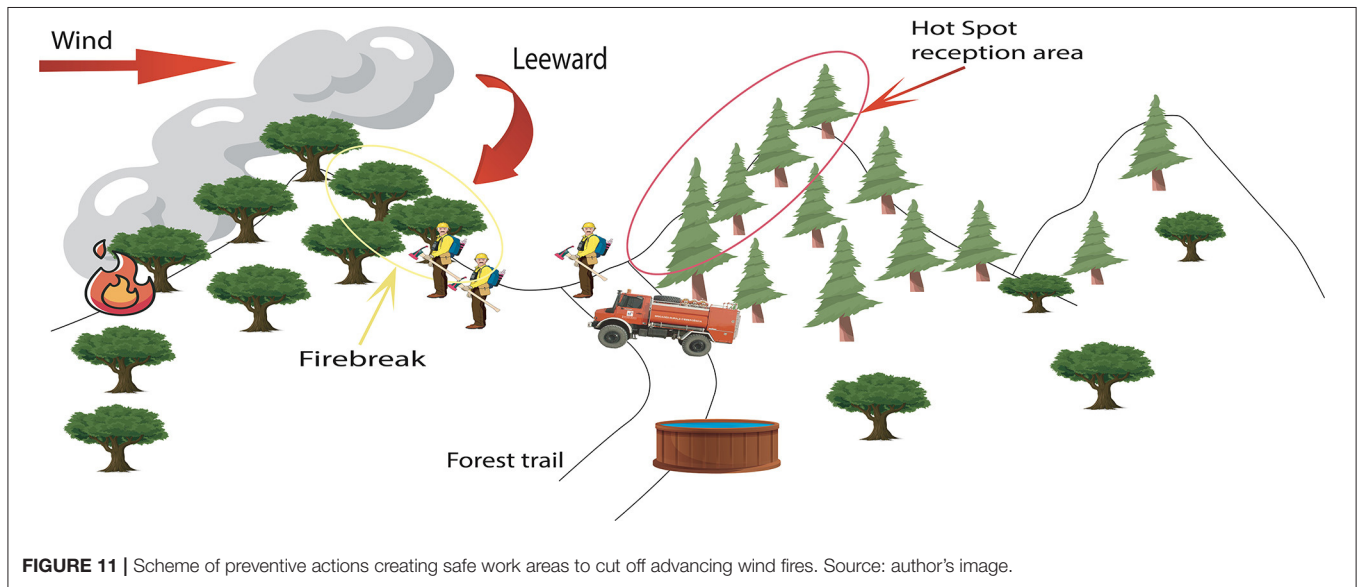 Wind
Leeward
Hot Spot
reception area
Firebreak
Forest trail
FIGURE 11 | Scheme of preventive actions creating safe work areas to cut off advancing wind fires. Source: author's image.